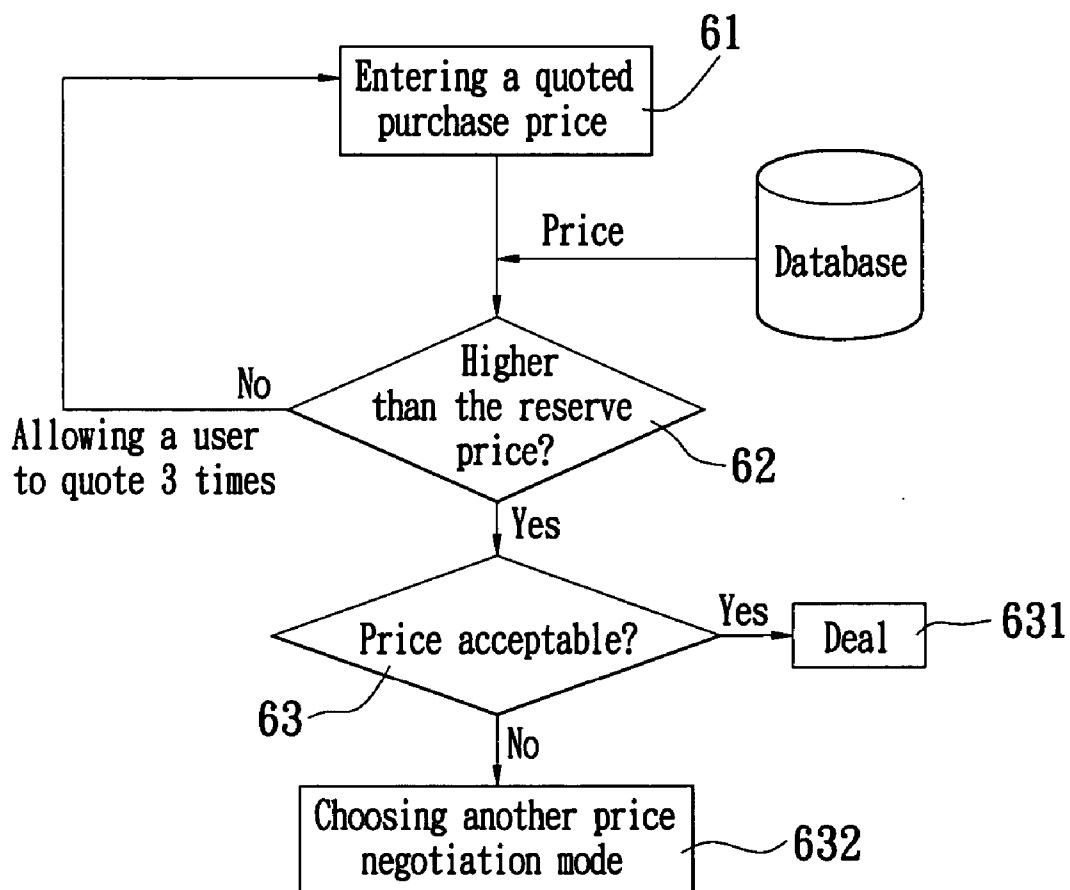 61
Entering a quoted
purchase price
Price
Database
Higher
than the reserve
price?
No
Allowing a user
to quote 3 times
62
Yes
Price acceptable?
Yes
Deal
631
63
No
Choosing another price
negotiation mode
632